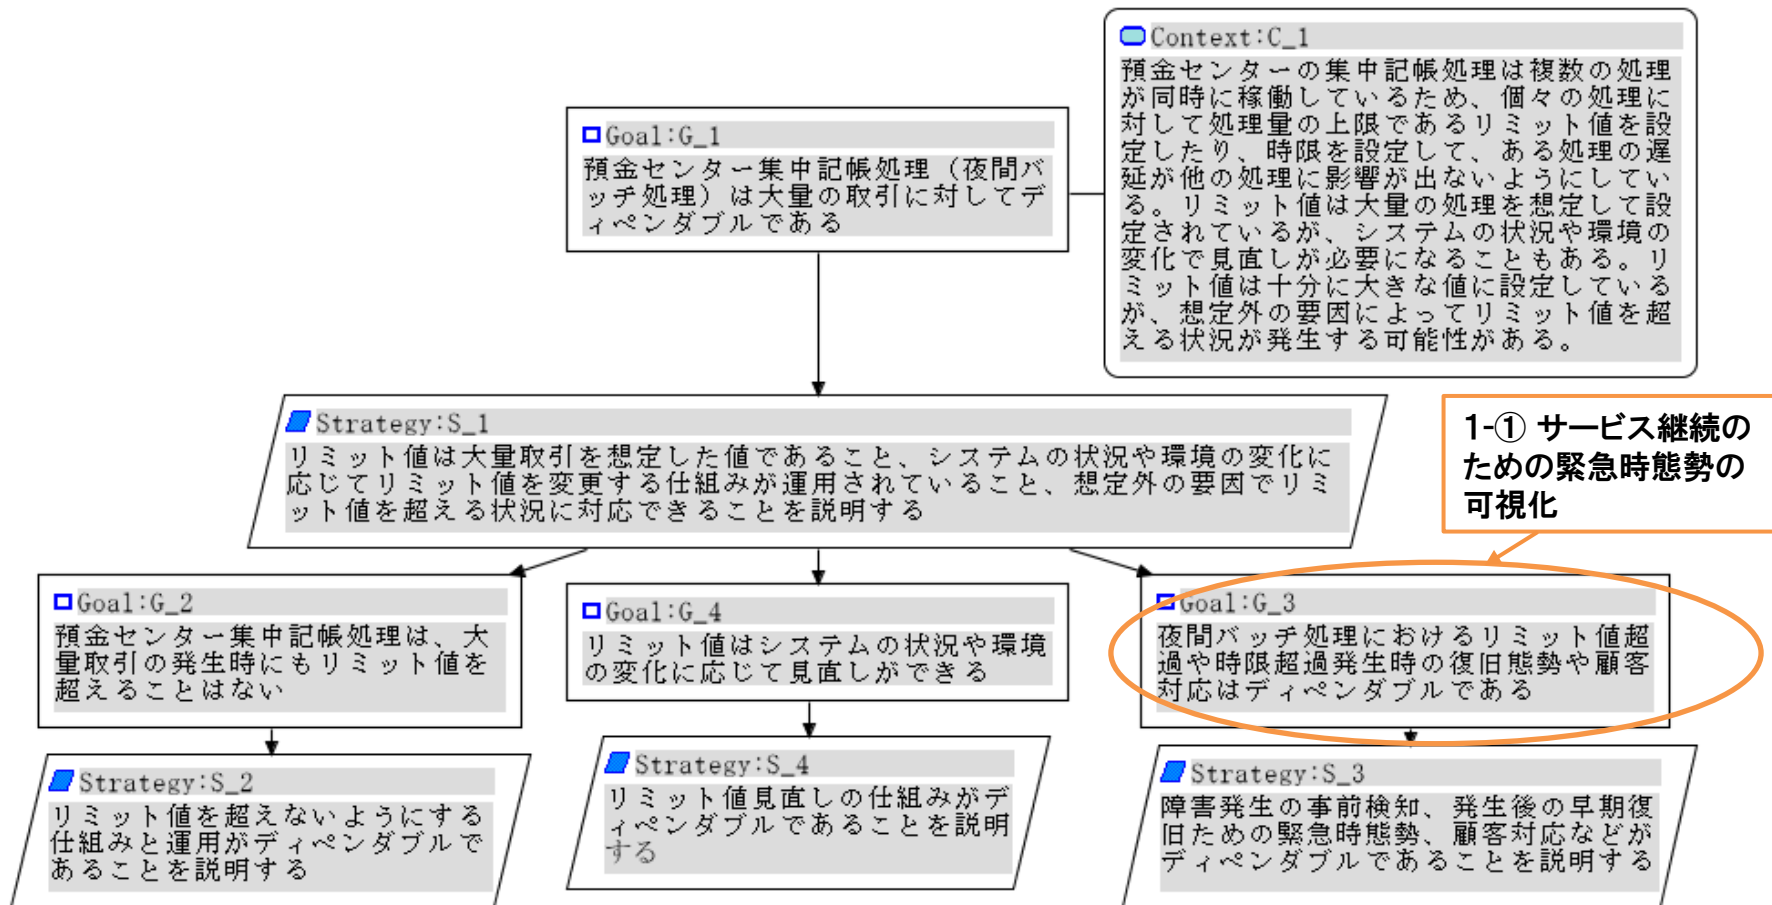 Context:C_1
預金センターの集中記帳処理は複数の処理
が同時に稼働しているため、個々の処理に
対して処理量の上限であるリミット値を設
定したり、時限を設定して、ある処理の遅
延が他の処理に影響が出ないようにしてい
る。リミット値は大量の処理を想定して設
定されているが、システムの状況や環境の
変化で見直しが必要になることもある。リ
ミット値は十分に大きな値に設定している
が、想定外の要因によってリミット値を超
える状況が発生する可能性がある。
Goal:G_1
預金センター集中記帳処理（夜間バ
ッチ処理）は大量の取引に対してデ
ィペンダブルである
Strategy:S_1
リミット値は大量取引を想定した値であること、システムの状況や環境の変化に
応じてリミット値を変更する仕組みが運用されていること、想定外の要因でリミ
ット値を超える状況に対応できることを説明する
1-① サービス継続の
ための緊急時態勢の
可視化
Goal:G_2
預金センター集中記帳処理は、大
量取引の発生時にもリミット値を
超えることはない
Goal:G_4
リミット値はシステムの状況や環境
の変化に応じて見直しができる
Goal:G_3
夜間バッチ処理におけるリミット値超
過や時限超過発生時の復旧態勢や顧客
対応はディペンダブルである
Strategy:S_2
リミット値を超えないようにする
仕組みと運用がディペンダブルで
あることを説明する
Strategy:S_4
リミット値見直しの仕組みがデ
ィペンダブルであることを説明
する
Strategy:S_3
障害発生の事前検知、発生後の早期復
旧ための緊急時態勢、顧客対応などが
ディペンダブルであることを説明する